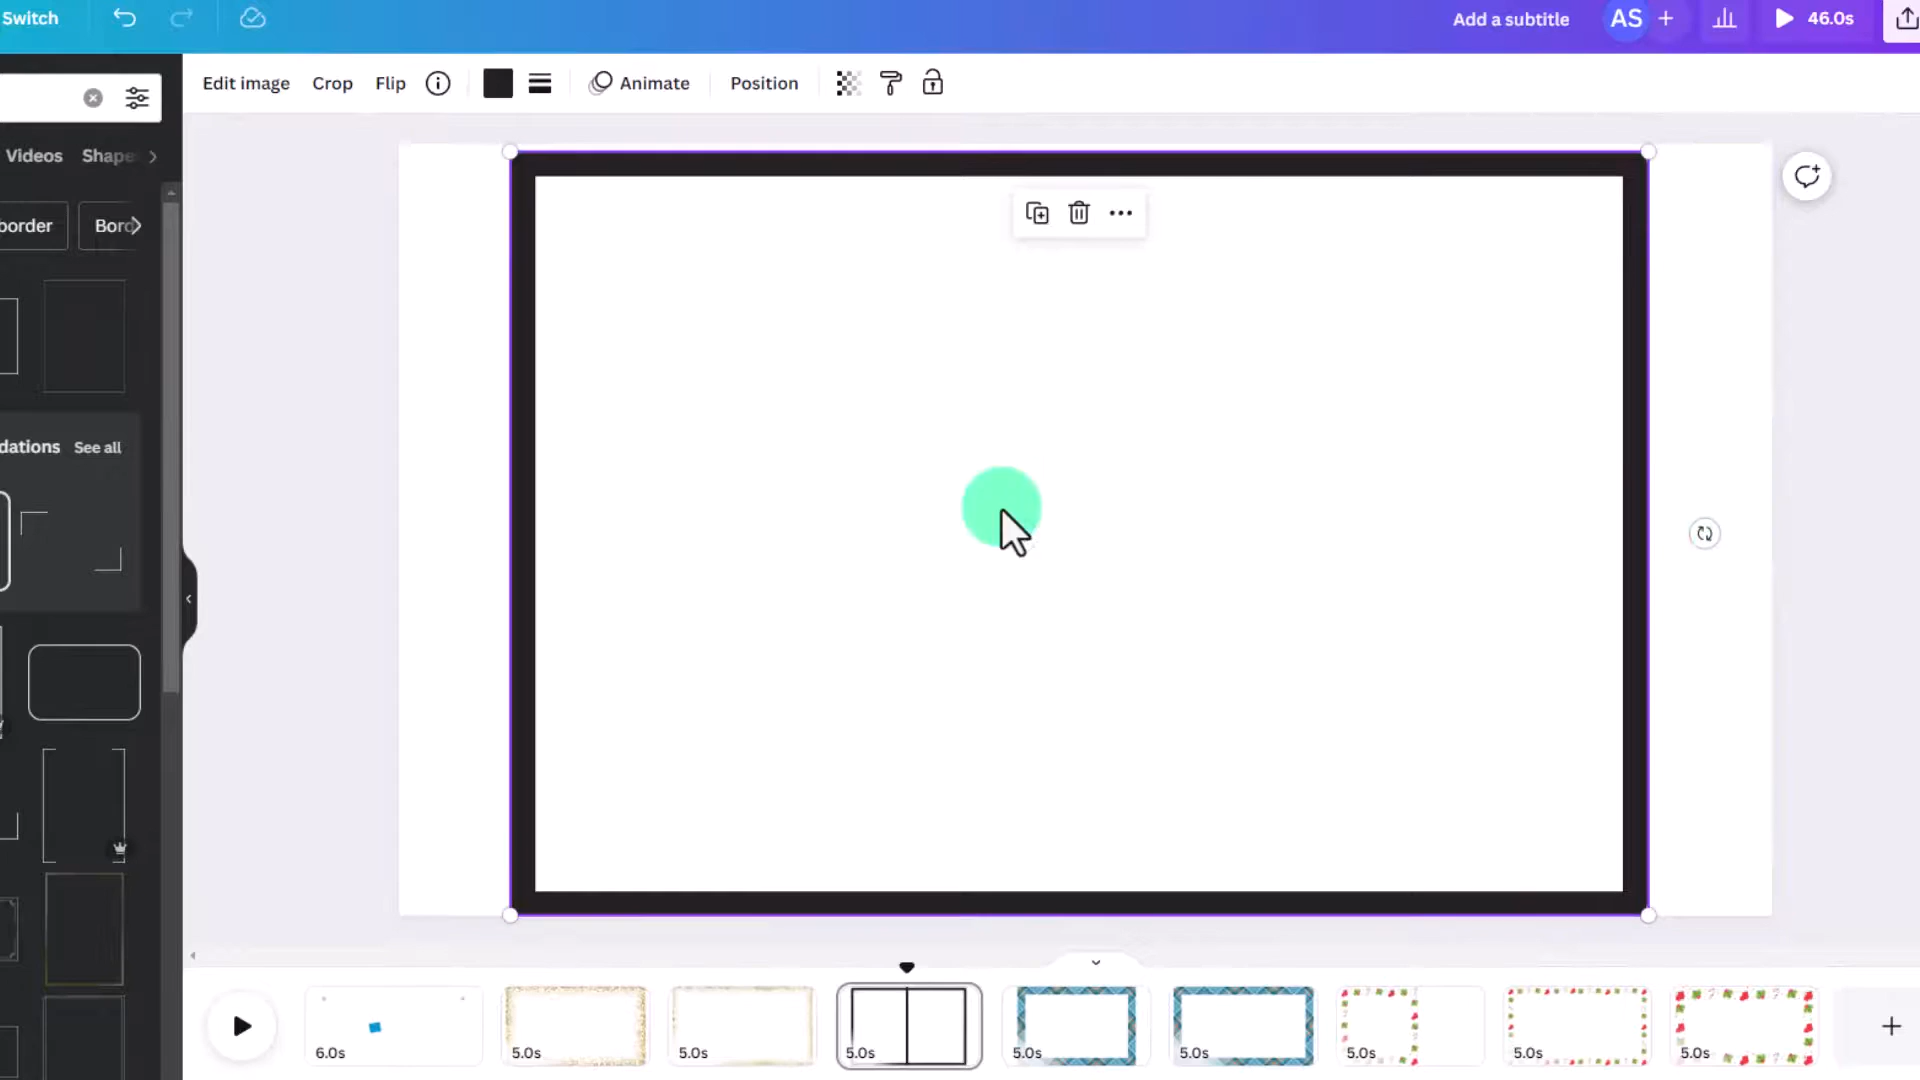 Switch
Add a subtitle
AS
46.0s
Edit image
Crop
Flip
Animate
Position
Videos
Shape
border
Bord
dations
See all
6.0s
5.0s
5.0s
5.0s
5.0s
5.0s
5.0s
5.0s
5.0s